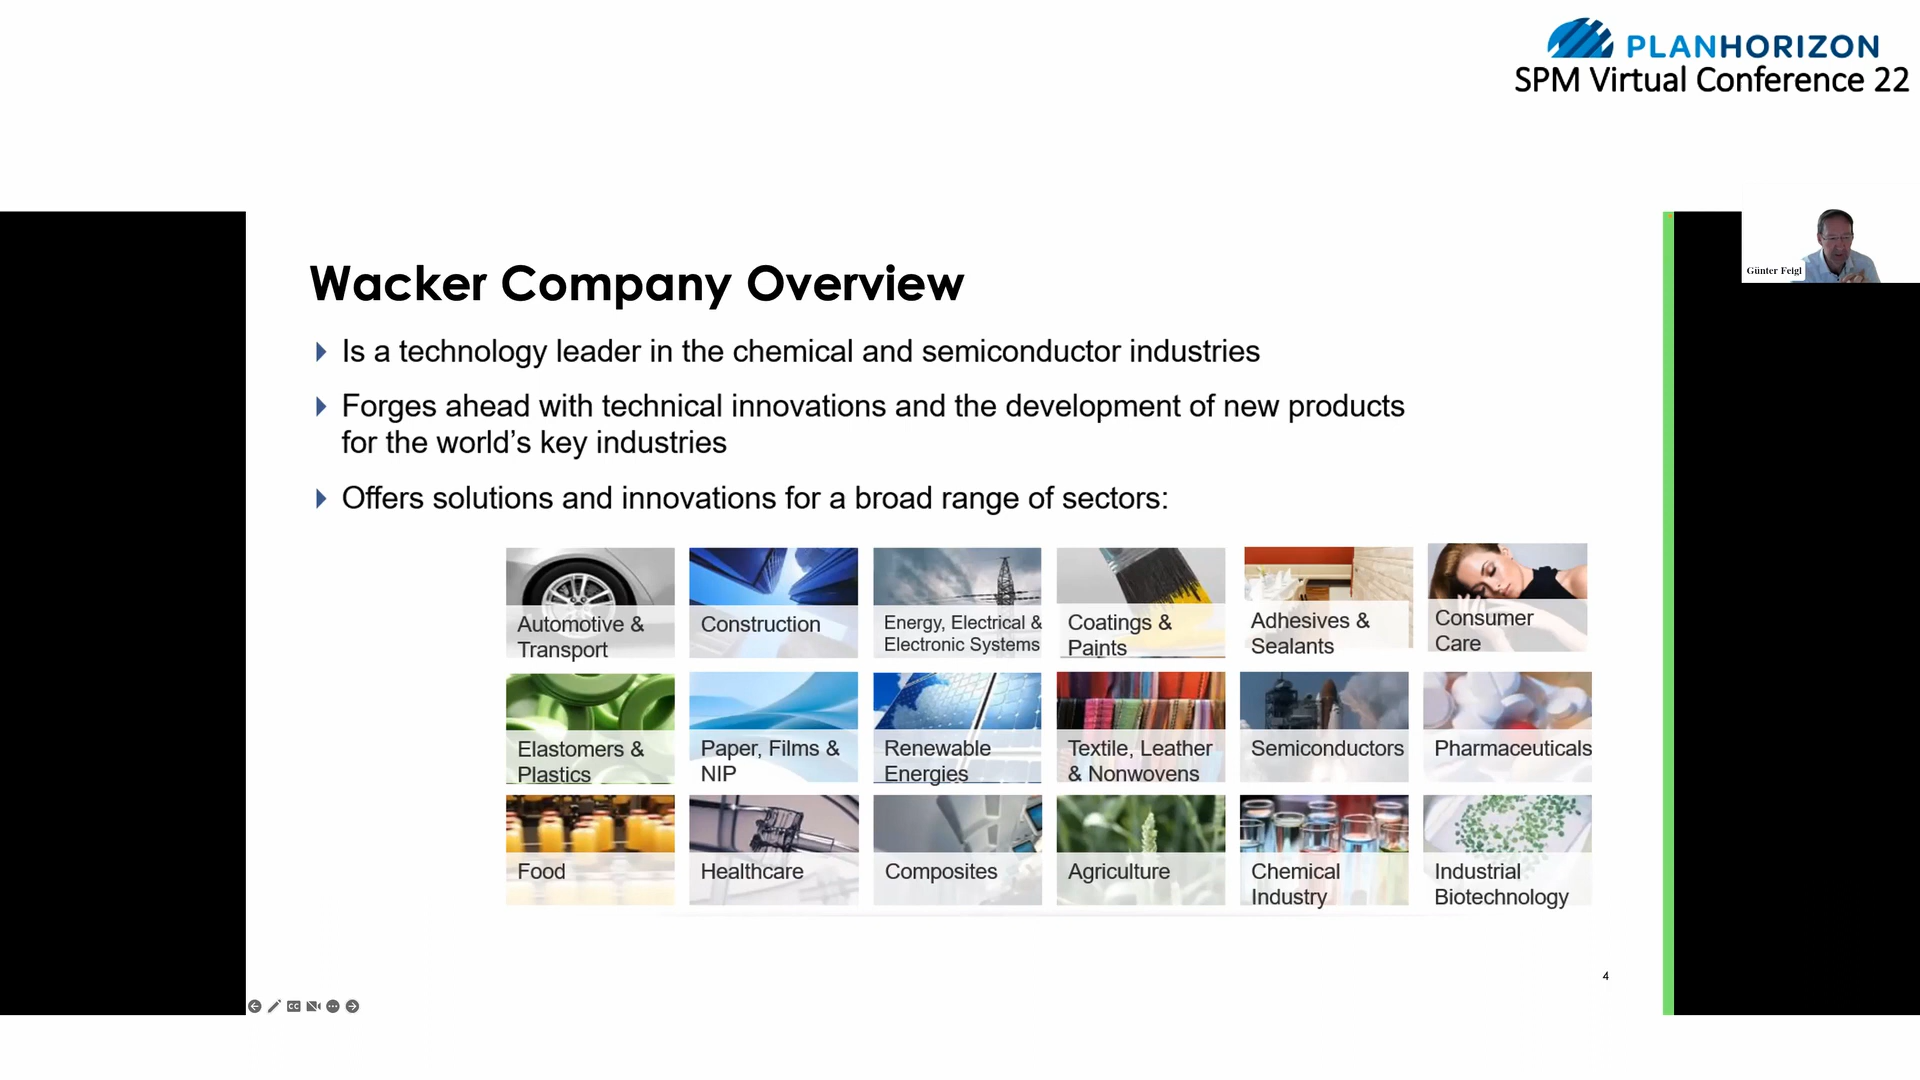 PLANHORIZON
SPM Virtual Conference 22
Günter Feigl
Wacker Company Overview
Is a technology leader in the chemical and semiconductor industries
Forges ahead with technical innovations and the development of new products
for the world’s key industries
Offers solutions and innovations for a broad range of sectors:
Automotive &
Transport
Construction
Energy, Electrical &
Electronic Systems
Coatings &
Paints
Adhesives &
Sealants
Consumer
Care
Elastomers &
Plastics
Paper, Films &
NIP
Renewable
Energies
Textile, Leather
& Nonwovens
Semiconductors
Pharmaceuticals
Food
Healthcare
Composites
Agriculture
Chemical
Industry
Industrial
Biotechnology
4
CC